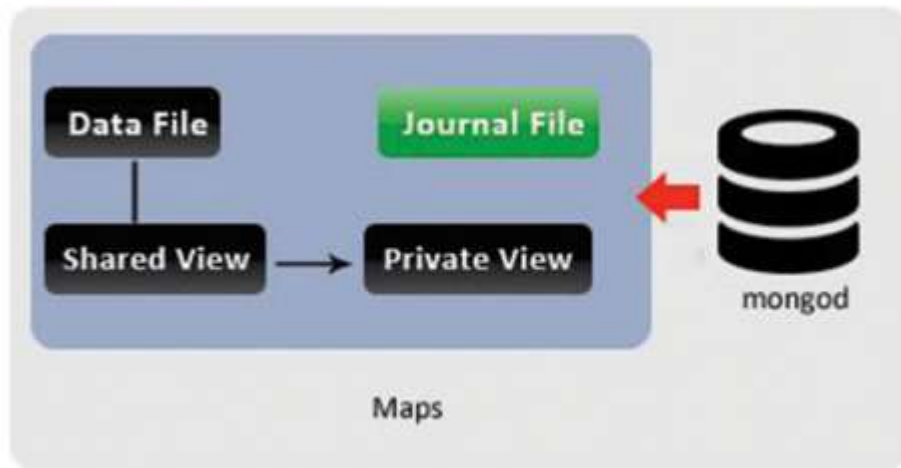 Data File
Journal File
Shared View
Private View
mongod
Maps